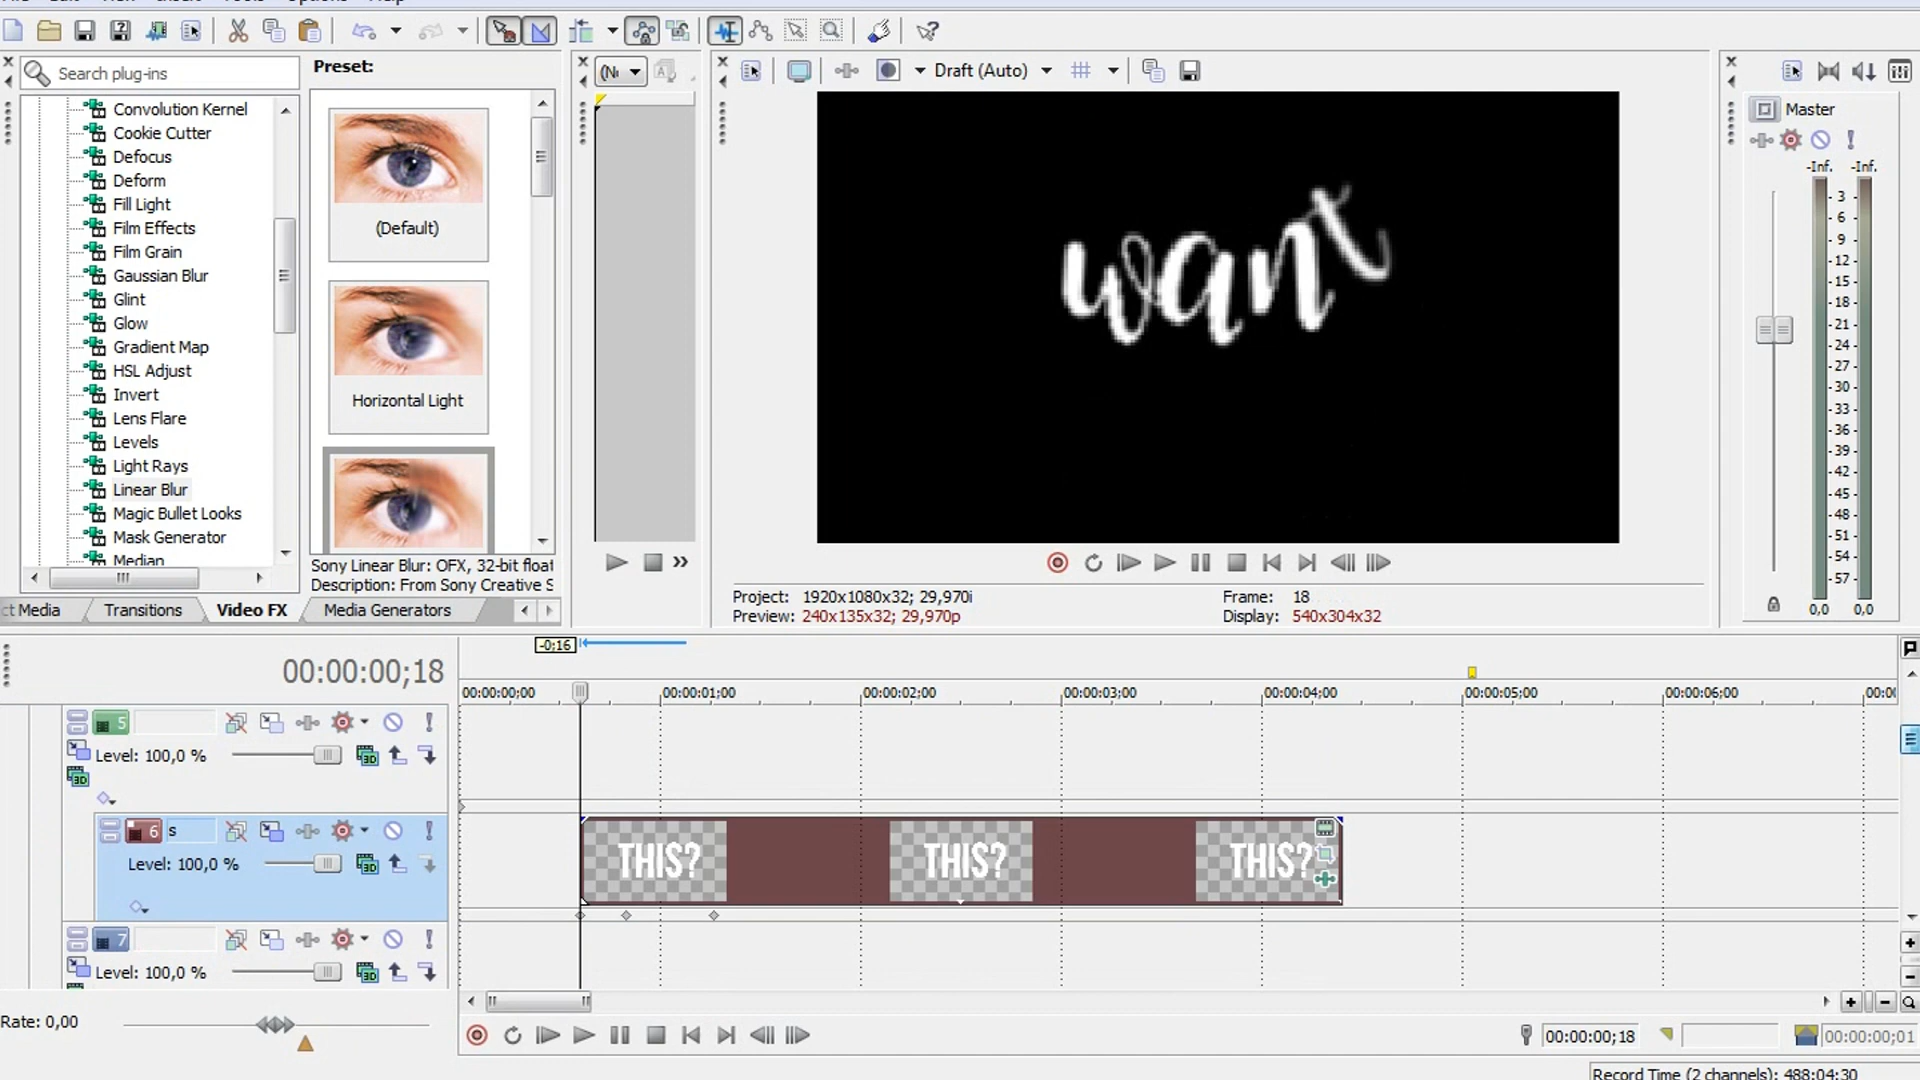 Search plug-ins
Preset:
(N
Draft (Auto)
Convolution Kernel
Cookie Cutter
Defocus
Deform
Fill Light
Film Effects
Film Grain
Gaussian Blur
Glint
Glow
Gradient Map
HSL Adjust
Invert
Lens Flare
Levels
Light Rays
Linear Blur
Magic Bullet Looks
Mask Generator
Median
(Default)
Horizontal Light
Sony Linear Blur: OFX, 32-bit float
Description: From Sony Creative S
ct Media
Transitions
Video FX
Media Generators
want
Project: 1920x1080x32; 29,970i
Preview: 240x135x32; 29,970p
Frame: 18
Display: 540x304x32
Master
-Inf. -Inf.
3
6
9
12
15
18
21
24
27
30
33
36
39
42
45
48
51
54
57
0,0 0,0
-0;16
00:00:00;18
00:00:00;00 00:00:01;00 00:00:02;00 00:00:03;00 00:00:04;00 00:00:05;00 00:00:06;00 00:00
5
Level: 100,0 %
3D
3D
6 s
Level: 100,0 %
THIS? THIS? THIS?
7
Level: 100,0 %
3D
Rate: 0,00
00:00:00;18
00:00:00;01
Record Time (2 channels): 488:04:30